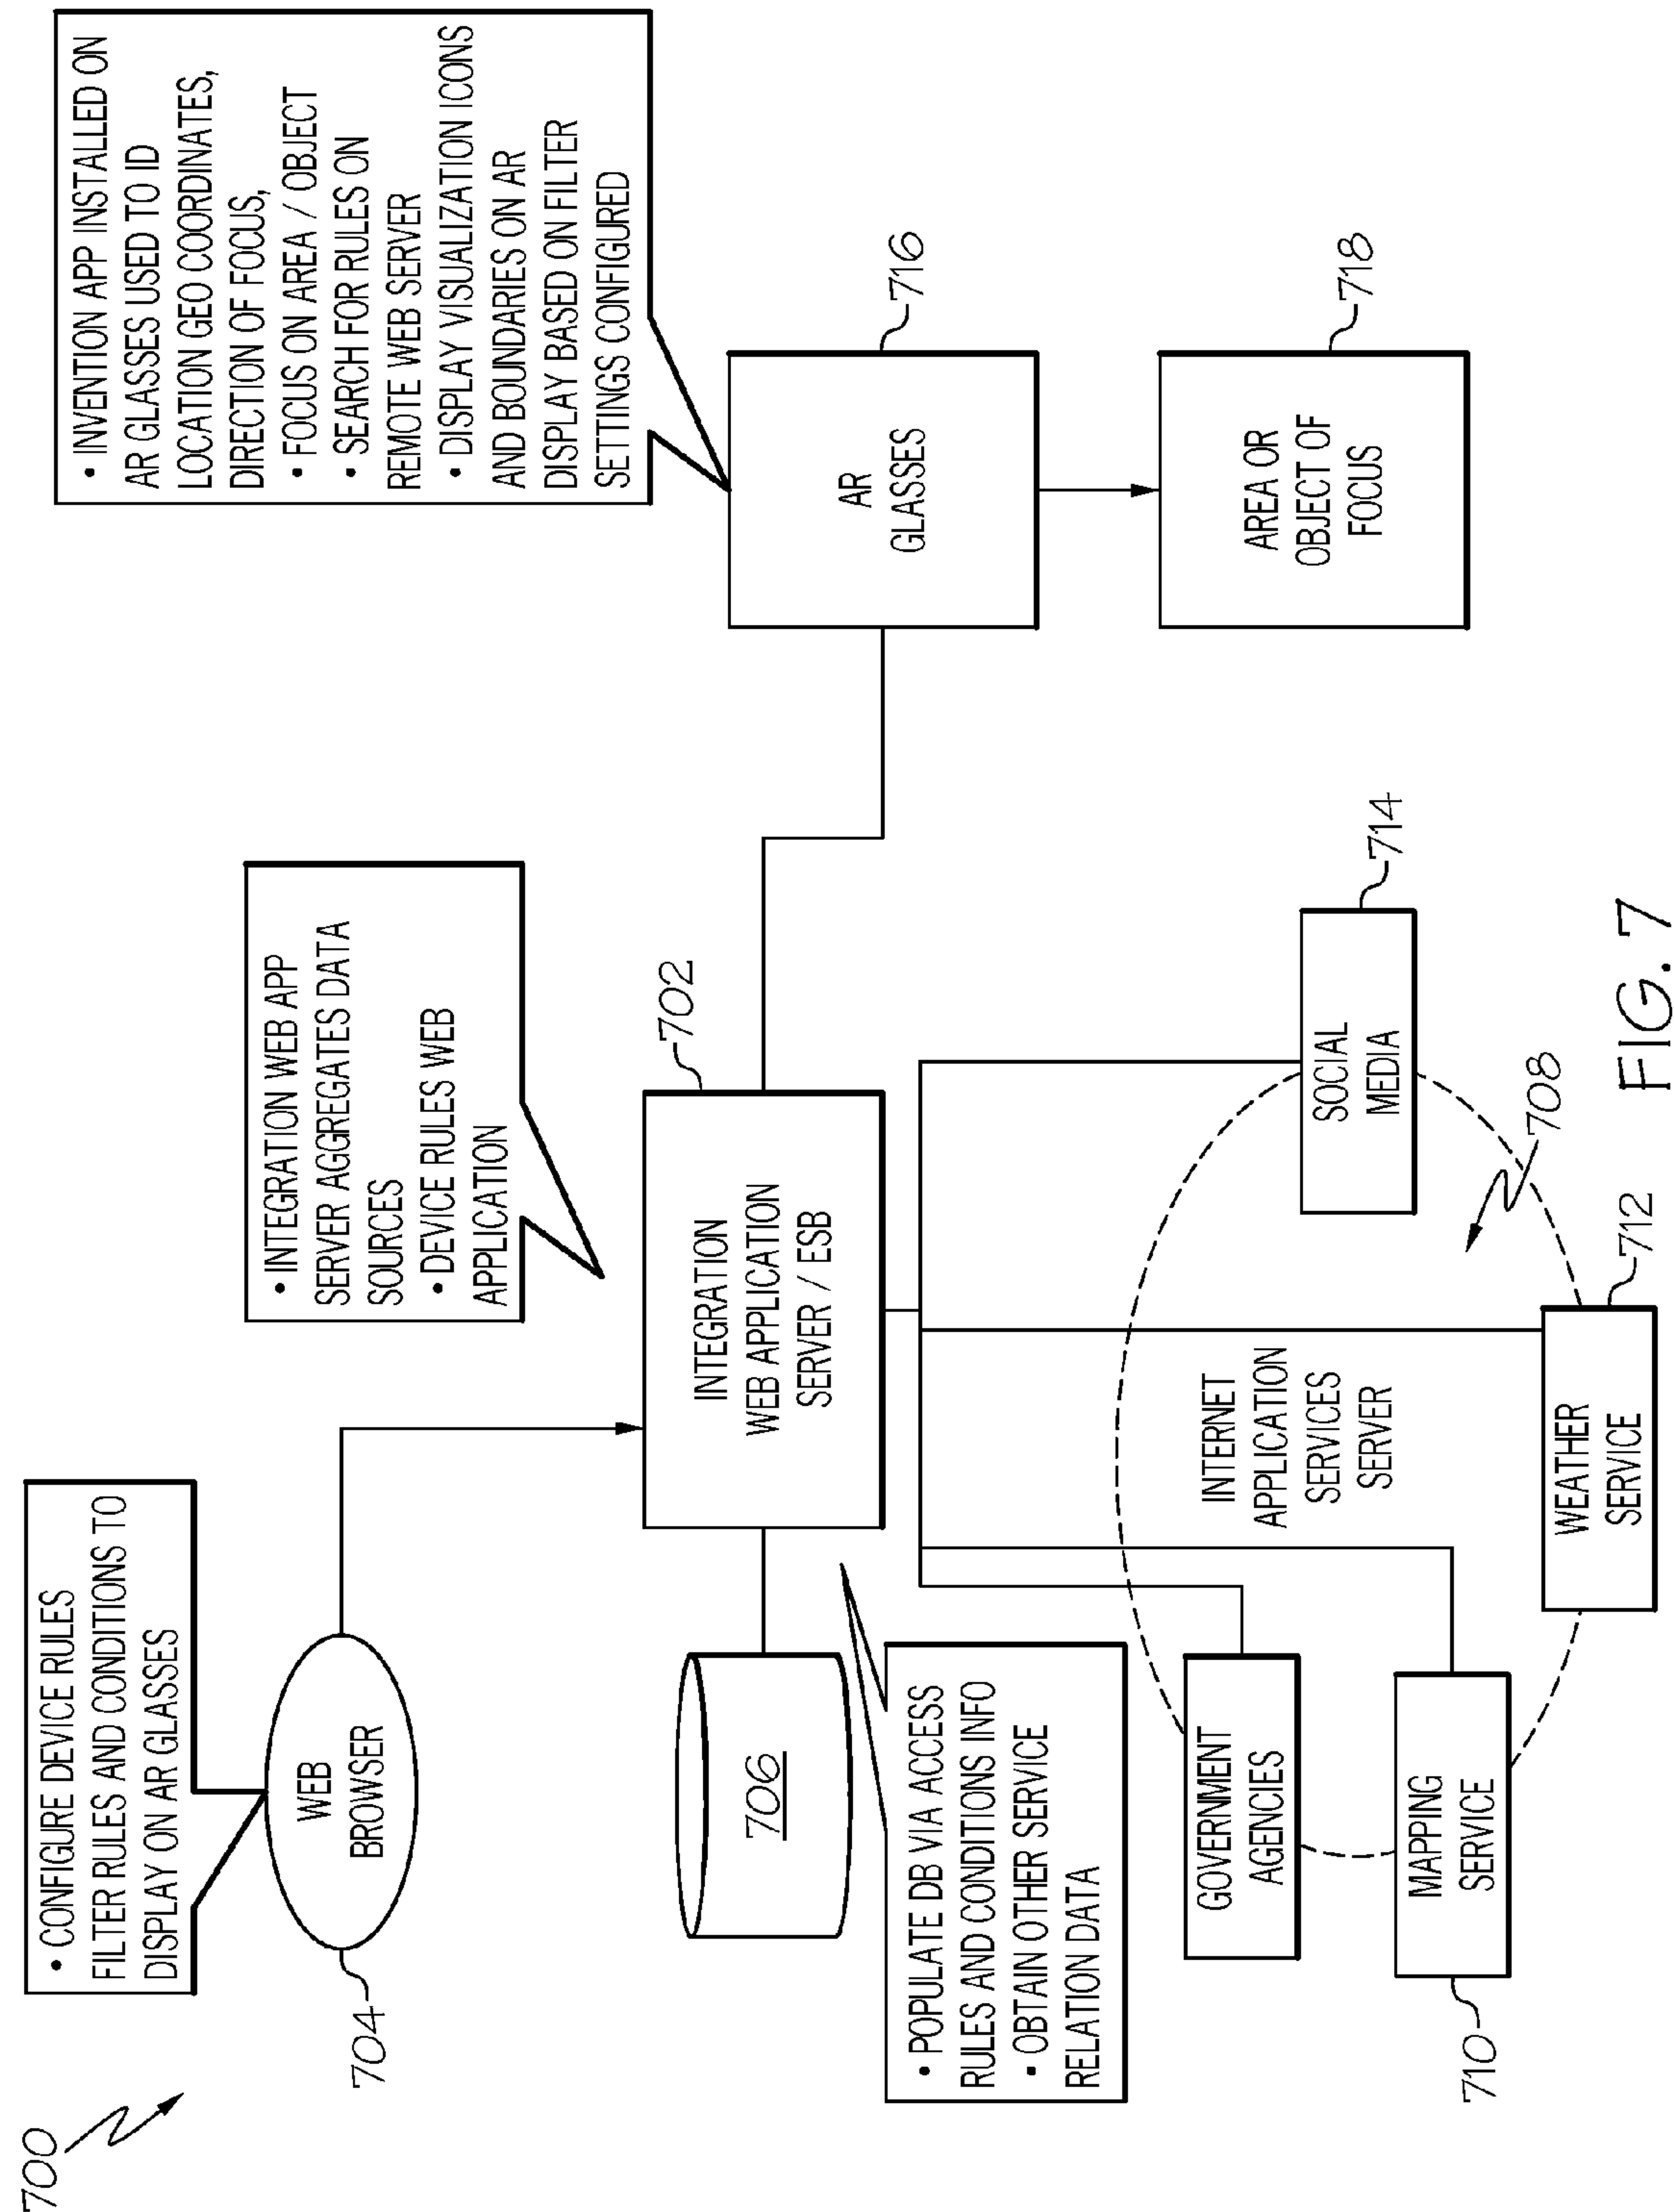 700
• CONFIGURE DEVICE RULES
FILTER RULES AND CONDITIONS TO
DISPLAY ON AR GLASSES
WEB
BROWSER
704
• INTEGRATION WEB APP
SERVER AGGREGATES DATA
SOURCES
• DEVICE RULES WEB
APPLICATION
• INVENTION APP INSTALLED ON
AR GLASSES USED TO ID
LOCATION GEO COORDINATES,
DIRECTION OF FOCUS,
• FOCUS ON AREA / OBJECT
• SEARCH FOR RULES ON
REMOTE WEB SERVER
• DISPLAY VISUALIZATION ICONS
AND BOUNDARIES ON AR
DISPLAY BASED ON FILTER
SETTINGS CONFIGURED
706
INTEGRATION
WEB APPLICATION
SERVER / ESB
702
AR
GLASSES
716
• POPULATE DB VIA ACCESS
RULES AND CONDITIONS INFO
• OBTAIN OTHER SERVICE
RELATION DATA
AREA OR
OBJECT OF
FOCUS
718
GOVERNMENT
AGENCIES
INTERNET
APPLICATION
SERVICES
SERVER
SOCIAL
MEDIA
714
MAPPING
SERVICE
710
708
WEATHER
SERVICE
712
FIG. 7